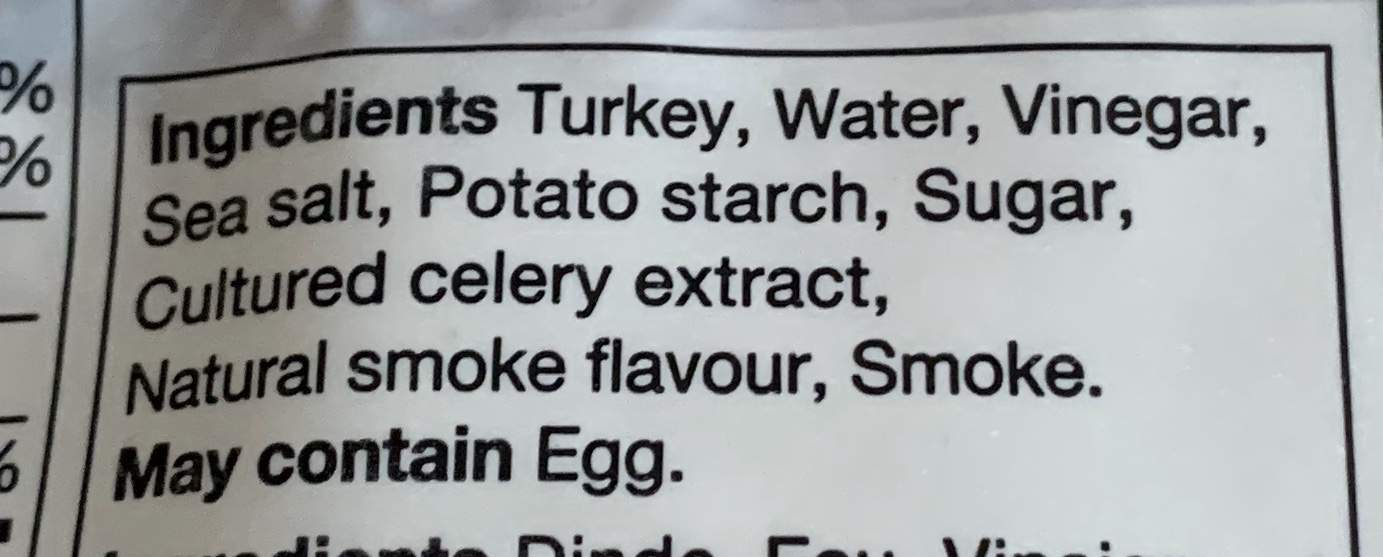 %
%
Ingredients Turkey, Water, Vinegar,
Sea salt, Potato starch, Sugar,
Cultured celery extract,
Natural smoke flavour, Smoke.
May contain Egg.